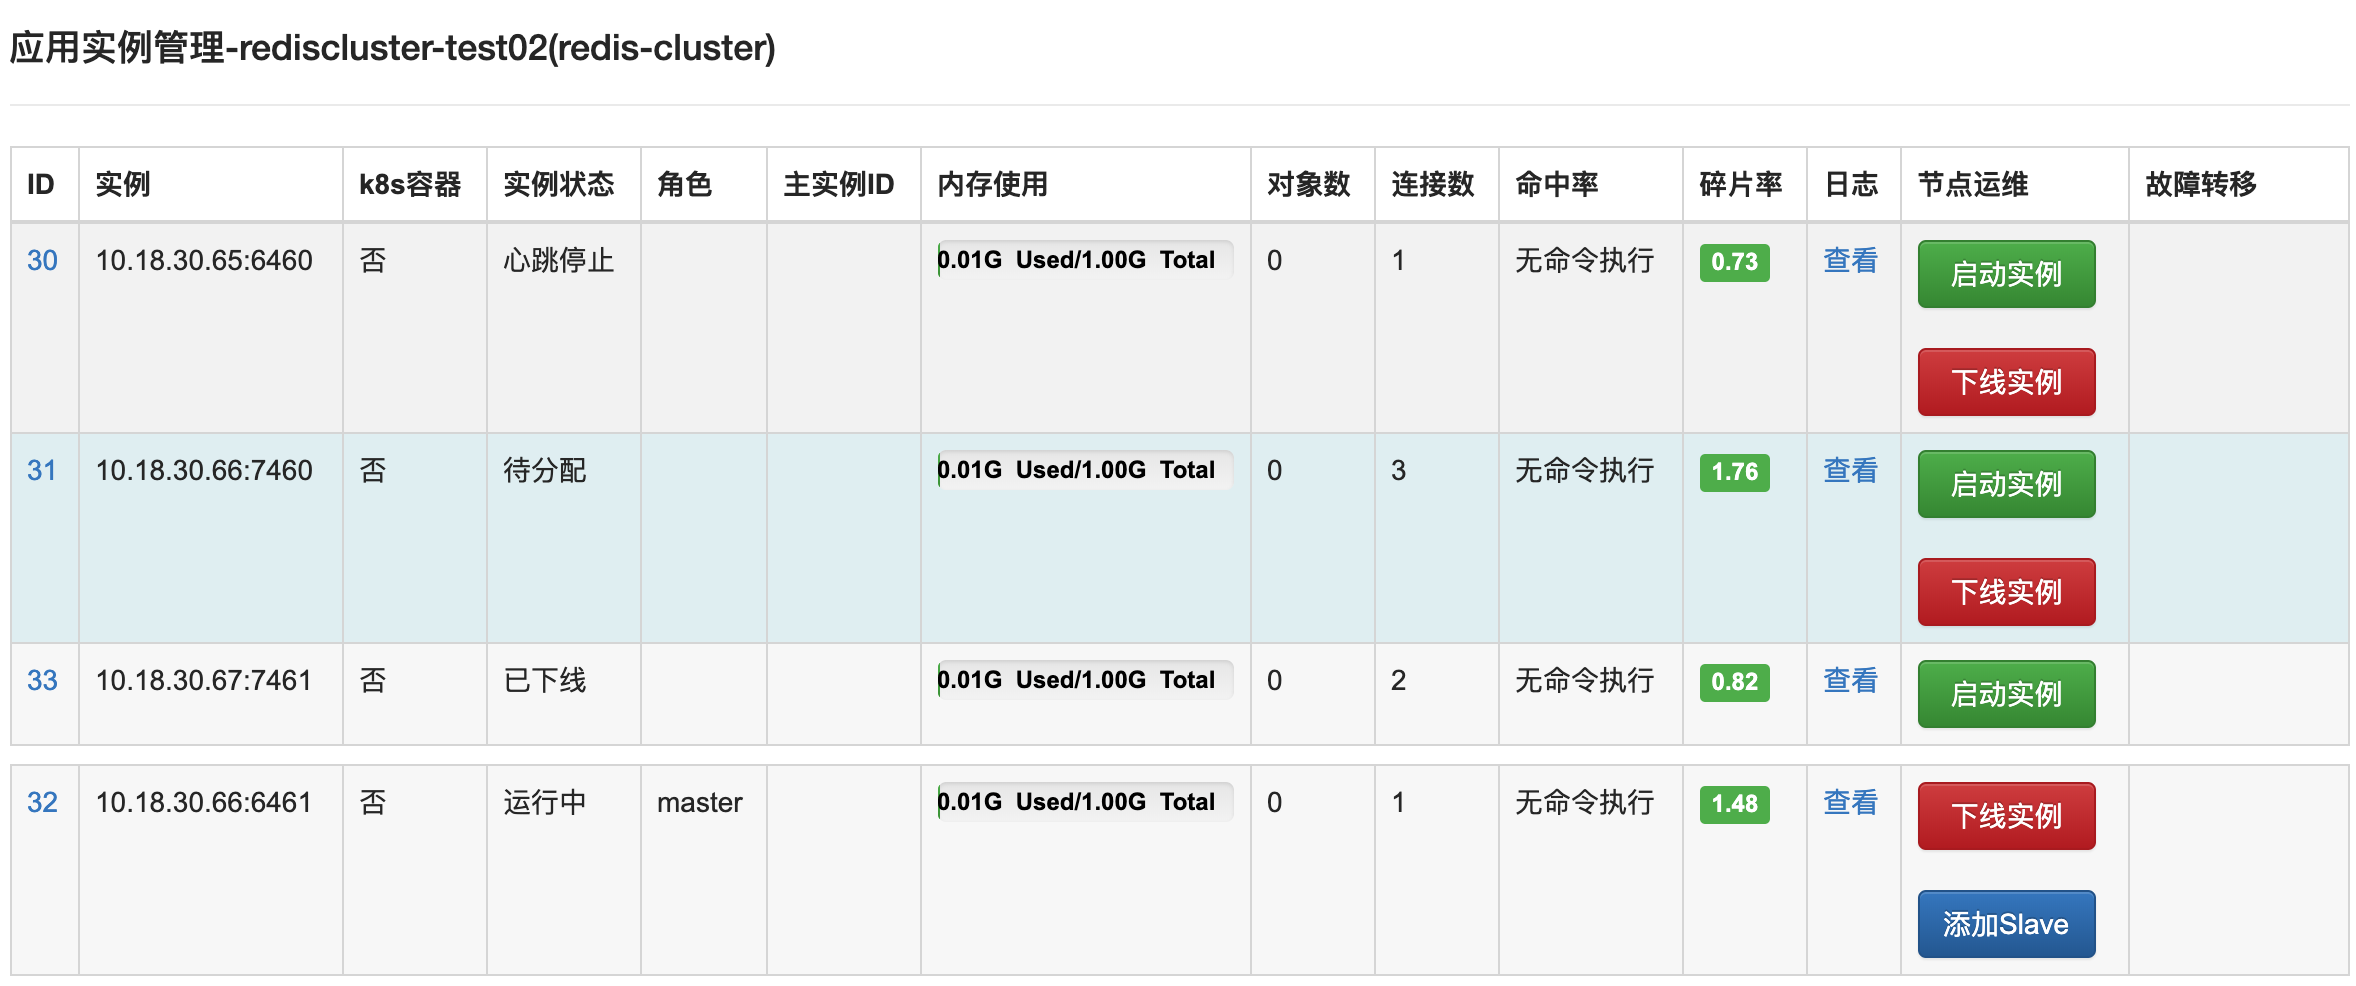 应用实例管理-rediscluster-test02(redis-cluster)
ID 实例 k8s容器 实例状态 角色 主实例ID 内存使用 对象数 连接数 命中率 碎片率 日志 节点运维 故障转移
30 10.18.30.65:6460 否 心跳停止 0.01G Used/1.00G Total 0 1 无命令执行 0.73 查看 启动实例
下线实例
31 10.18.30.66:7460 否 待分配 0.01G Used/1.00G Total 0 3 无命令执行 1.76 查看 启动实例
下线实例
33 10.18.30.67:7461 否 已下线 0.01G Used/1.00G Total 0 2 无命令执行 0.82 查看 启动实例
32 10.18.30.66:6461 否 运行中 master 0.01G Used/1.00G Total 0 1 无命令执行 1.48 查看 下线实例
添加Slave